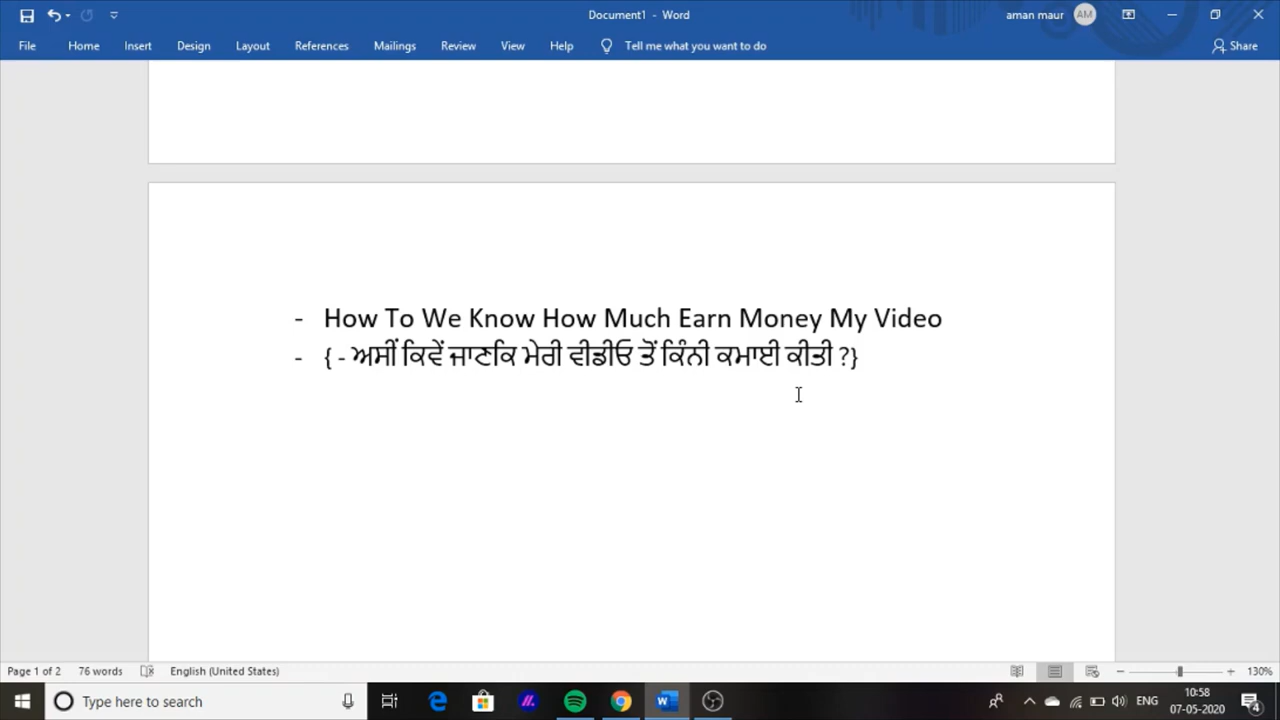 Document1 - Word
aman maur AM
File Home Insert Design Layout References Mailings Review View Help Tell me what you want to do Share
- How To We Know How Much Earn Money My Video
- { - ਅਸੀਂ ਕਿਵੇਂ ਜਾਣਕਿ ਮੇਰੀ ਵੀਡੀਓ ਤੋਂ ਕਿੰਨੀ ਕਮਾਈ ਕੀਤੀ ?}
Page 1 of 2 76 words English (United States) 130%
Type here to search ENG 10:58
07-05-2020 4